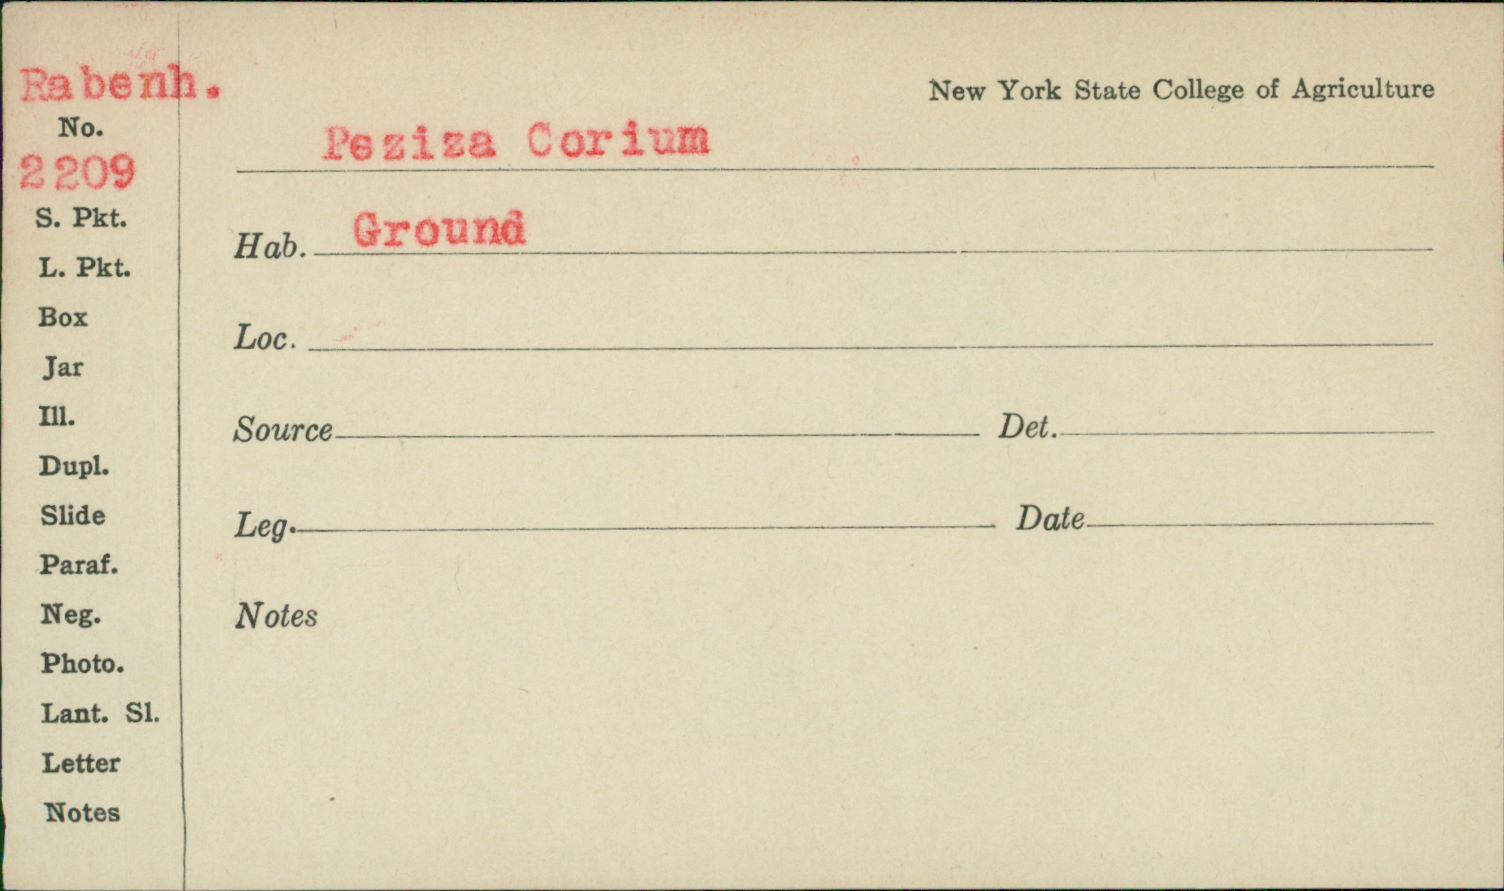 Rabenh.
No.
2209
S. Pkt.
L. Pkt.
Box
Jar
Ill.
Dupl.
Slide
Paraf.
Neg.
Photo.
Lant. Sl.
Letter
Notes
New York State College of Agriculture
Peziza Corium
Hab. Ground
Loc.
Source Det.
Leg. Date
Notes